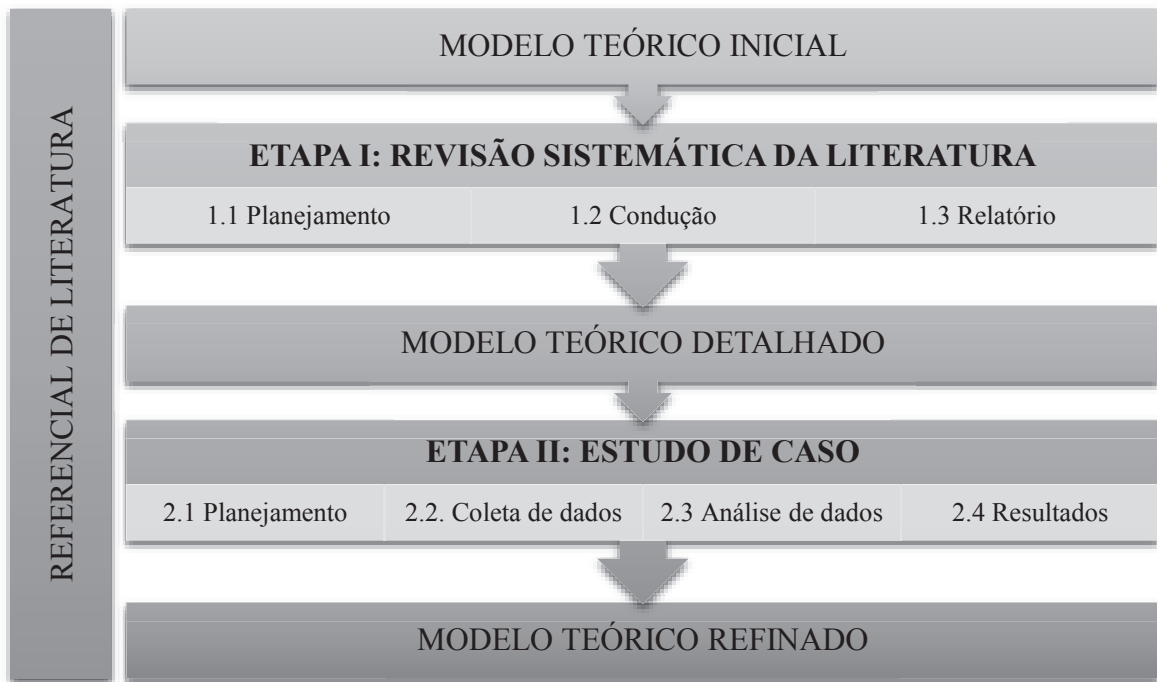 REFERENCIAL DE LITERATURA
MODELO TEÓRICO INICIAL
ETAPA I: REVISÃO SISTEMÁTICA DA LITERATURA
1.1 Planejamento
1.2 Condução
1.3 Relatório
MODELO TEÓRICO DETALHADO
ETAPA II: ESTUDO DE CASO
2.1 Planejamento
2.2. Coleta de dados
2.3 Análise de dados
2.4 Resultados
MODELO TEÓRICO REFINADO